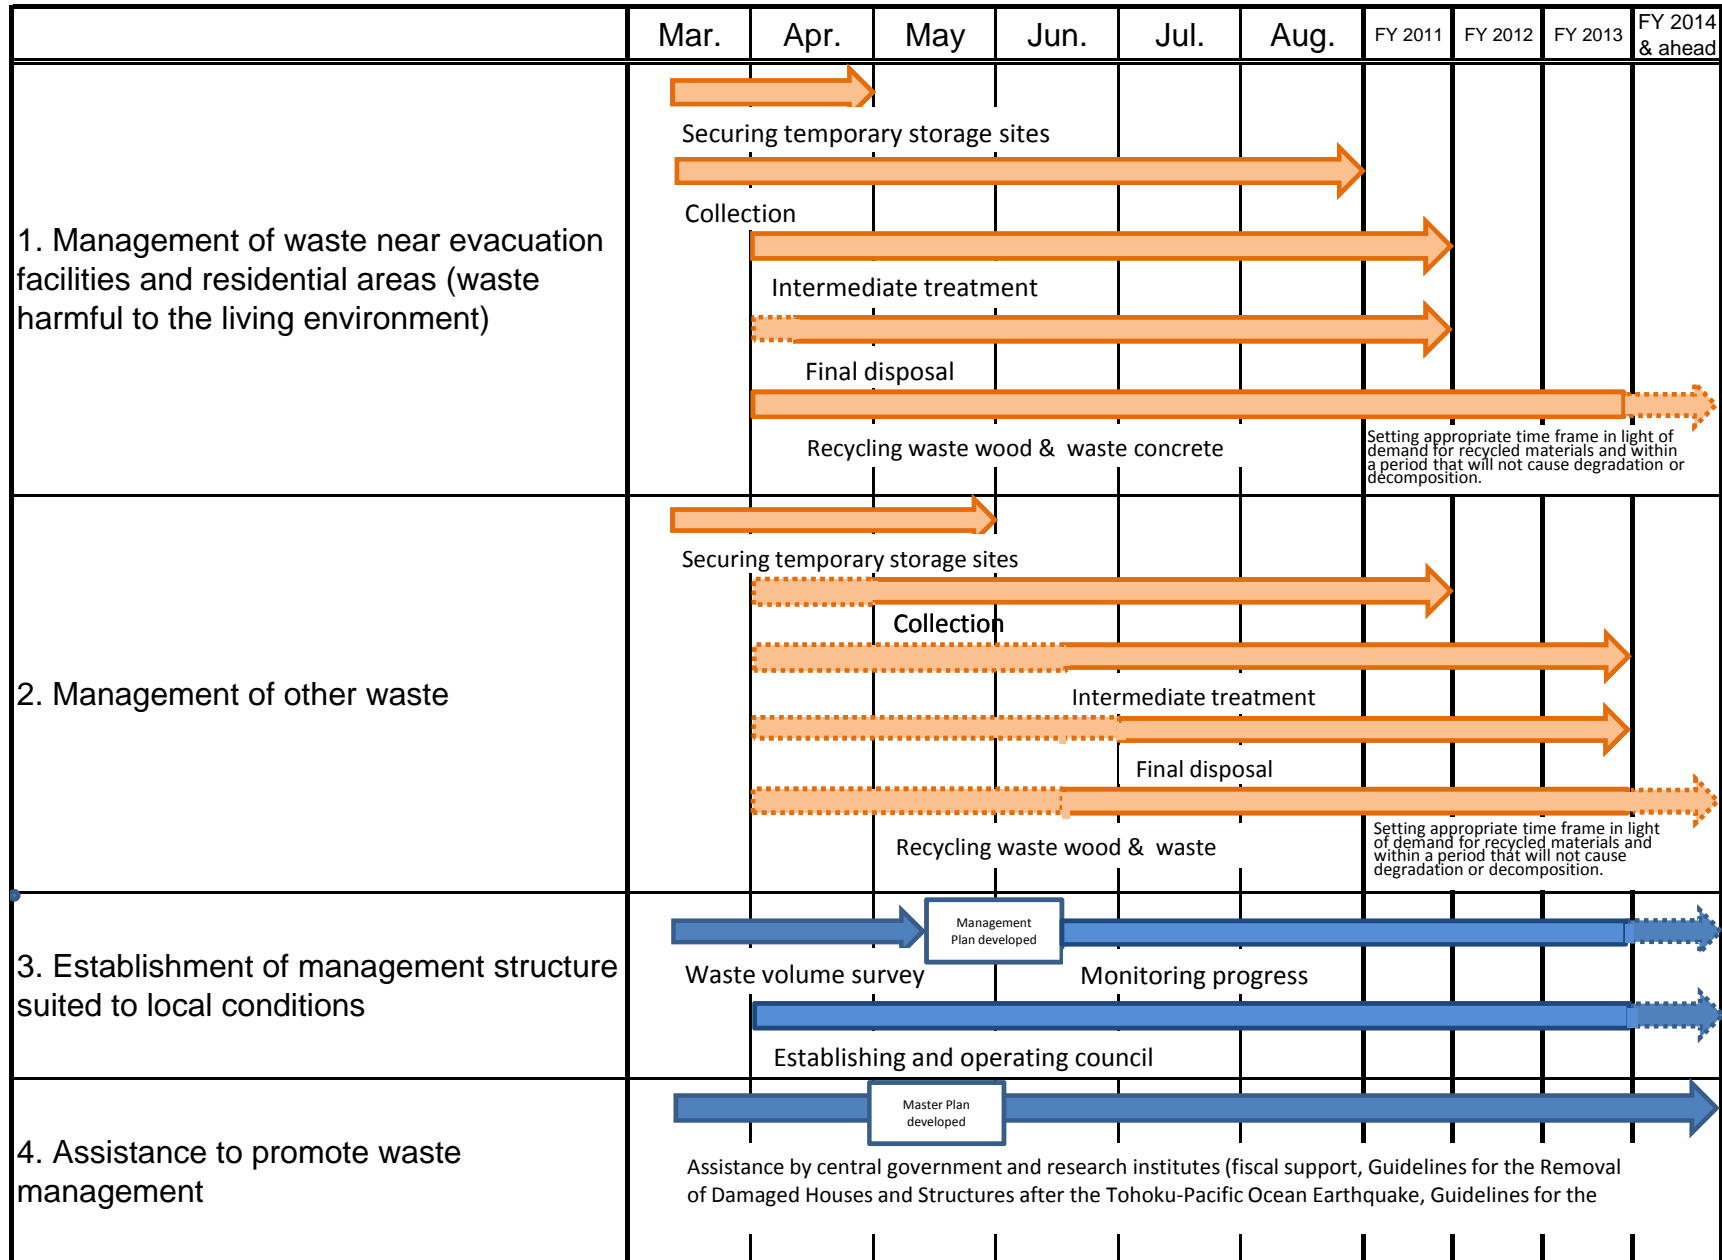 Mar. Apr. May Jun. Jul. Aug. FY 2011 FY 2012 FY 2013 FY 2014
& ahead
1. Management of waste near evacuation
facilities and residential areas (waste
harmful to the living environment)
Securing temporary storage sites
Collection
Intermediate treatment
Final disposal
Recycling waste wood & waste concrete
Setting appropriate time frame in light of
demand for recycled materials and within
a period that will not cause degradation or
decomposition.
2. Management of other waste
Securing temporary storage sites
Collection
Intermediate treatment
Final disposal
Recycling waste wood & waste
Setting appropriate time frame in light
of demand for recycled materials and
within a period that will not cause
degradation or decomposition.
3. Establishment of management structure
suited to local conditions
Management
Plan developed
Waste volume survey
Monitoring progress
Establishing and operating council
4. Assistance to promote waste
management
Master Plan
developed
Assistance by central government and research institutes (fiscal support, Guidelines for the Removal
of Damaged Houses and Structures after the Tohoku-Pacific Ocean Earthquake, Guidelines for the